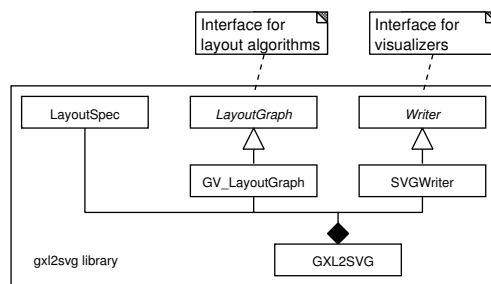 Interface for
layout algorithms
Interface for
visualizers
LayoutSpec
LayoutGraph
Writer
GV_LayoutGraph
SVGWriter
gxl2svg library
GXL2SVG